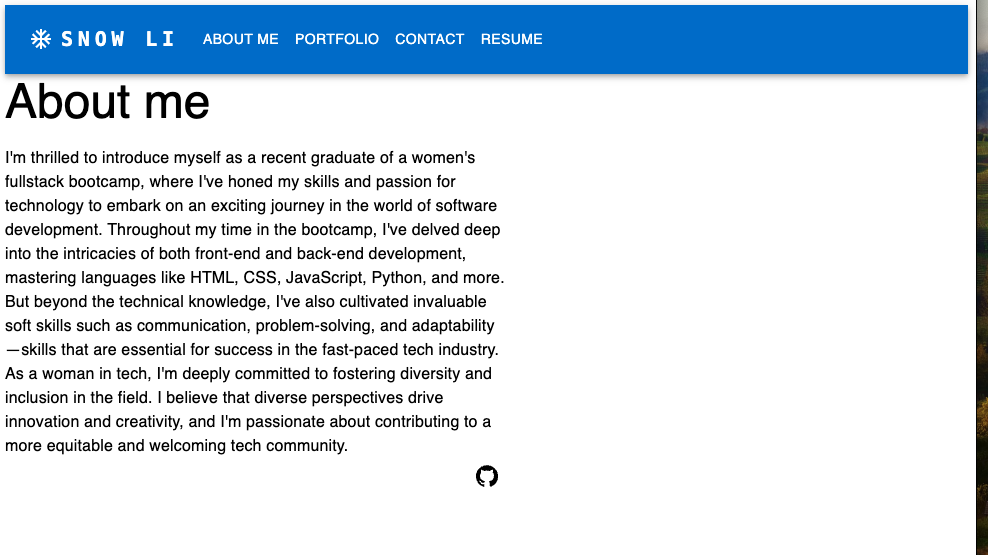 SNOW LI
ABOUT ME
PORTFOLIO
CONTACT
RESUME
About me
I'm thrilled to introduce myself as a recent graduate of a women's
fullstack bootcamp, where I've honed my skills and passion for
technology to embark on an exciting journey in the world of software
development. Throughout my time in the bootcamp, I've delved deep
into the intricacies of both front-end and back-end development,
mastering languages like HTML, CSS, JavaScript, Python, and more.
But beyond the technical knowledge, I've also cultivated invaluable
soft skills such as communication, problem-solving, and adaptability
—skills that are essential for success in the fast-paced tech industry.
As a woman in tech, I'm deeply committed to fostering diversity and
inclusion in the field. I believe that diverse perspectives drive
innovation and creativity, and I'm passionate about contributing to a
more equitable and welcoming tech community.